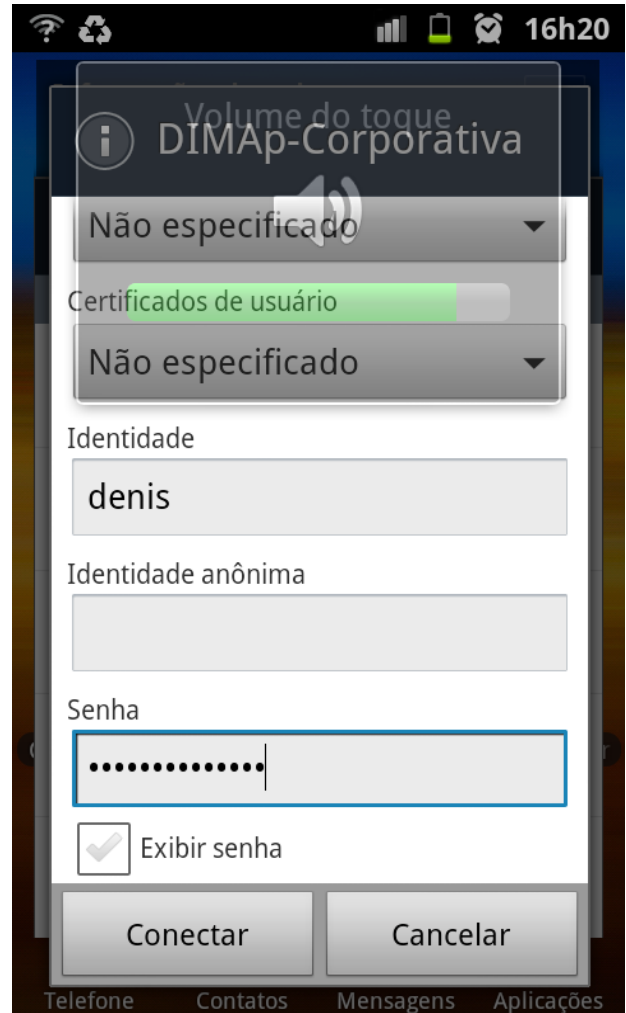 16h20
Volume do toque
DIMAp-Corporativa
Não especificado
Certificados de usuário
Não especificado
Identidade
denis
Identidade anônima
Senha
••••••••••••••
Exibir senha
Conectar
Cancelar
Telefone
Contatos
Mensagens
Aplicações